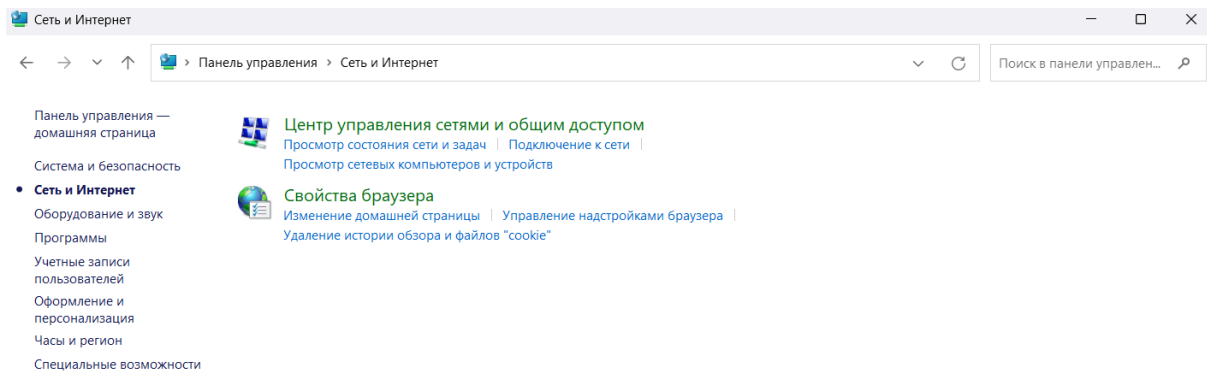 Сеть и Интернет
Панель управления › Сеть и Интернет
Поиск в панели управлен...
Панель управления —
домашняя страница
Система и безопасность
Сеть и Интернет
Оборудование и звук
Программы
Учетные записи
пользователей
Оформление и
персонализация
Часы и регион
Специальные возможности
Центр управления сетями и общим доступом
Просмотр состояния сети и задач | Подключение к сети |
Просмотр сетевых компьютеров и устройств
Свойства браузера
Изменение домашней страницы | Управление надстройками браузера |
Удаление истории обзора и файлов "cookie"